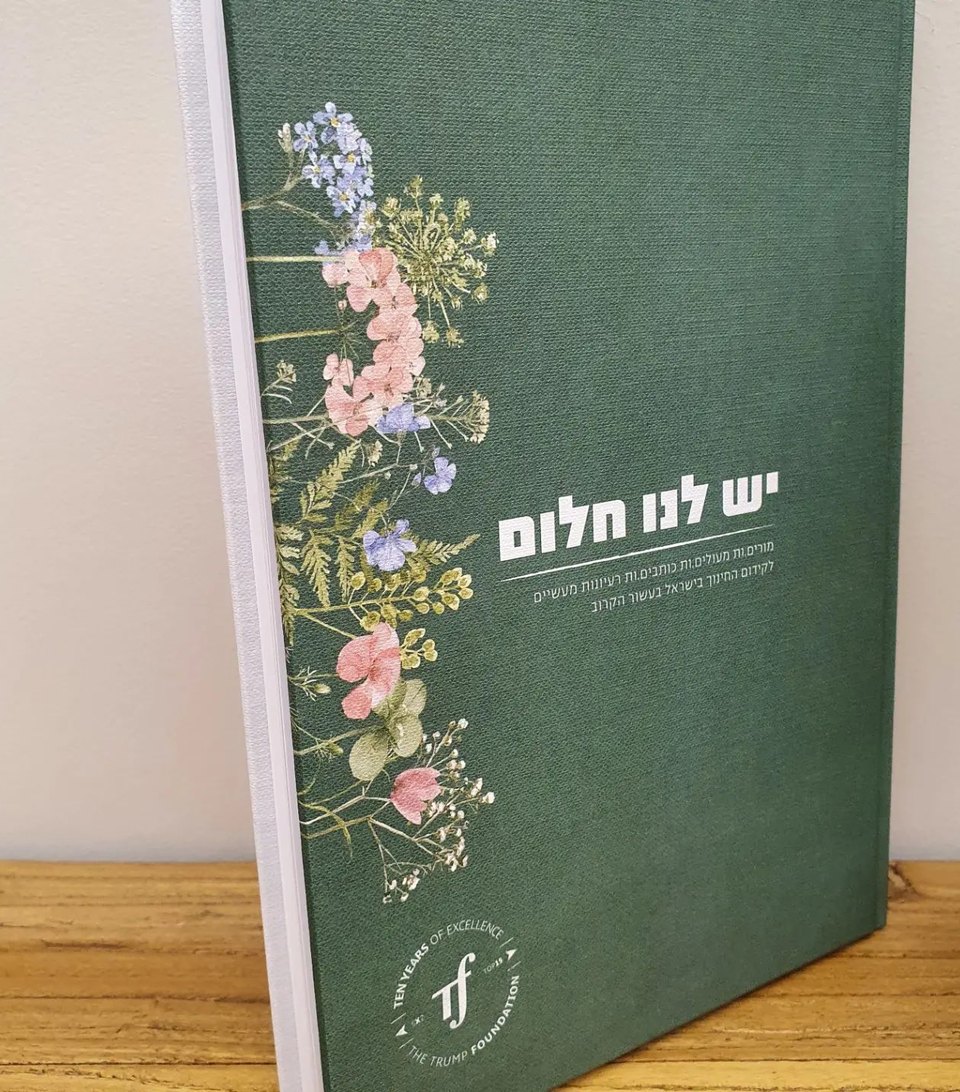 יש לנו חלום
מורים.ות מעולים.ות כותבים.ות רעיונות מעשיים
לקידום החינוך בישראל בעשור הקרוב
TEN YEARS OF EXCELLENCE
TOP15
THE TRUMP FOUNDATION